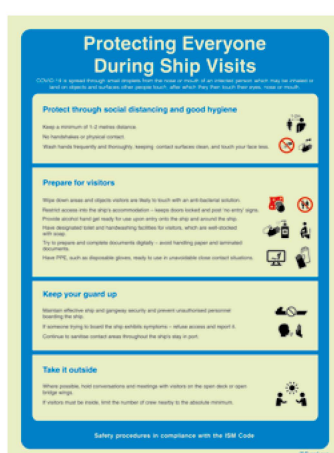 Protecting Everyone
During Ship Visits
COVID-19 is spread through small droplets from the nose or mouth of an infected person which may be inhaled or
land on objects and surfaces other people touch, after which they then touch their eyes, nose or mouth.
Protect through social distancing and good hygiene
Keep a minimum of 1-2 metres distance.
No handshakes or physical contact.
Wash hands frequently and thoroughly, keeping contact surfaces clean, and touch your face less.
Prepare for visitors
Wipe down areas and objects visitors are likely to touch with an anti-bacterial solution.
Restrict access into the ship's accommodation – keeps doors locked and post 'no entry' signs.
Provide alcohol hand gel ready for use upon entry onto the ship and around the ship.
Have designated toilet and handwashing facilities for visitors, which are well-stocked
with soap.
Try to prepare and complete documents digitally – avoid handling paper and laminated
documents.
Have PPE, such as disposable gloves, ready to use in unavoidable close contact situations.
Keep your guard up
Maintain effective ship and gangway security and prevent unauthorised personnel
boarding the ship.
If someone trying to board the ship exhibits symptoms – refuse access and report it.
Continue to sanitise contact areas throughout the ship's stay in port.
Take it outside
Where possible, hold conversations and meetings with visitors on the open deck or open
bridge wings.
If visitors must be inside, limit the number of crew nearby to the absolute minimum.
Safety procedures in compliance with the ISM Code